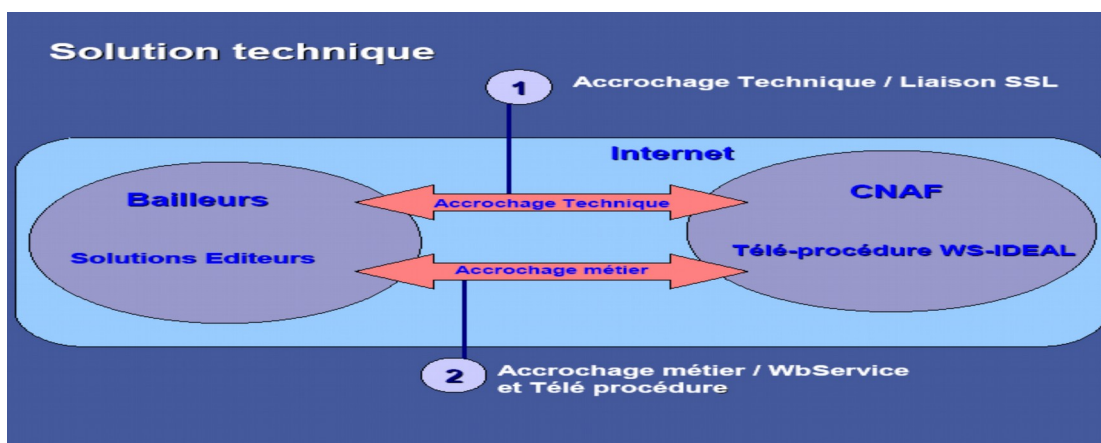 Solution technique
1
Accrochage Technique / Liaison SSL
Internet
Bailleurs
Solutions Editeurs
Accrochage Technique
Accrochage métier
CNAF
Télé-procédure WS-IDEAL
2
Accrochage métier / WbService
et Télé procédure